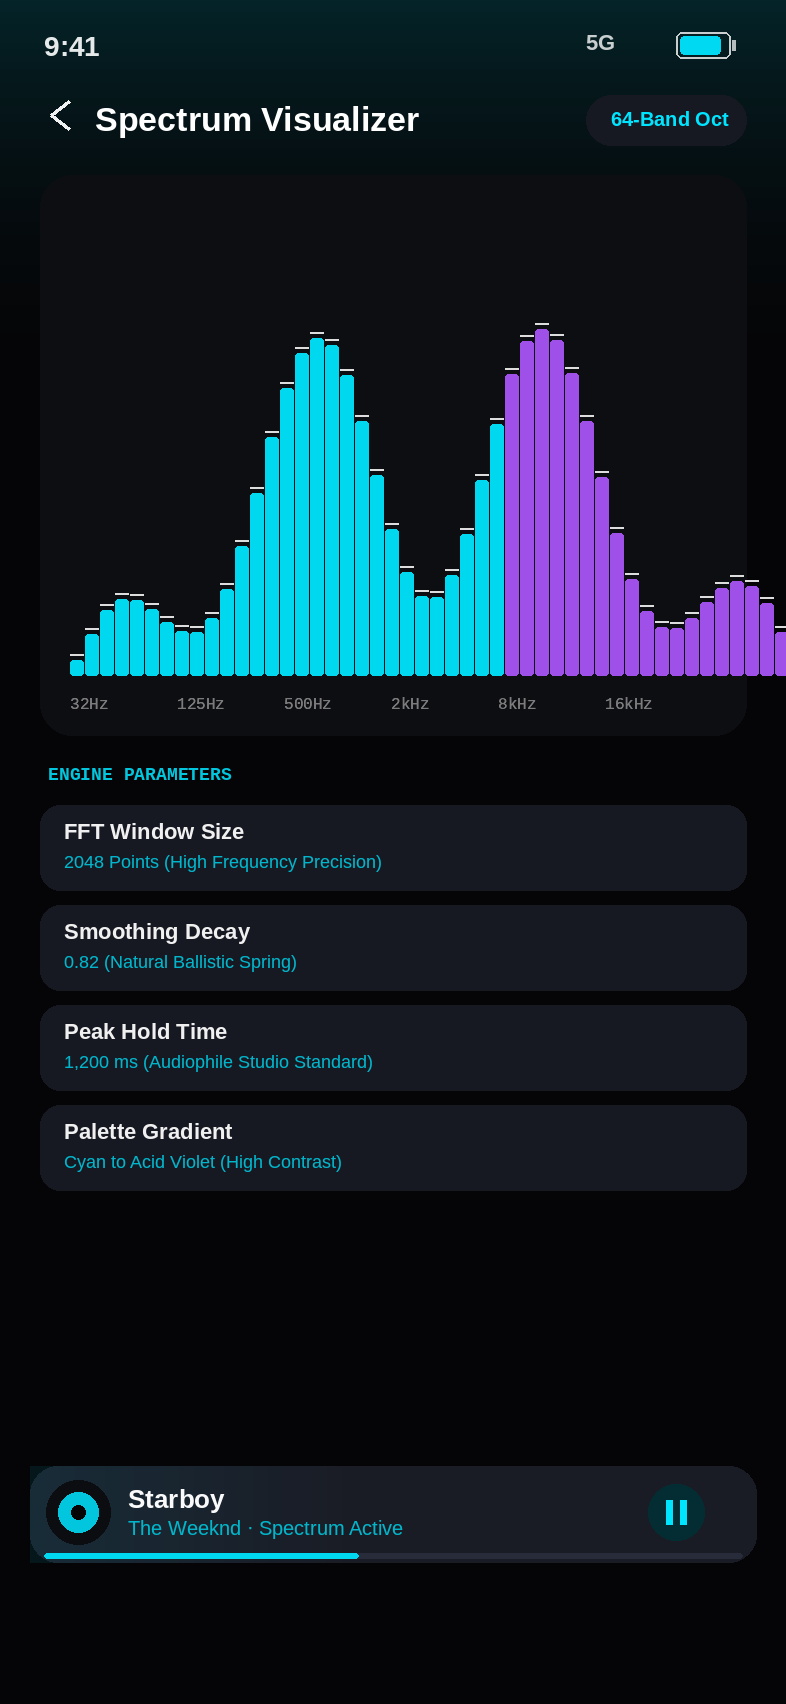 9:41
5G
Spectrum Visualizer
64-Band Oct
32Hz 125Hz 500Hz 2kHz 8kHz 16kHz
ENGINE PARAMETERS
FFT Window Size
2048 Points (High Frequency Precision)
Smoothing Decay
0.82 (Natural Ballistic Spring)
Peak Hold Time
1,200 ms (Audiophile Studio Standard)
Palette Gradient
Cyan to Acid Violet (High Contrast)
Starboy
The Weeknd · Spectrum Active